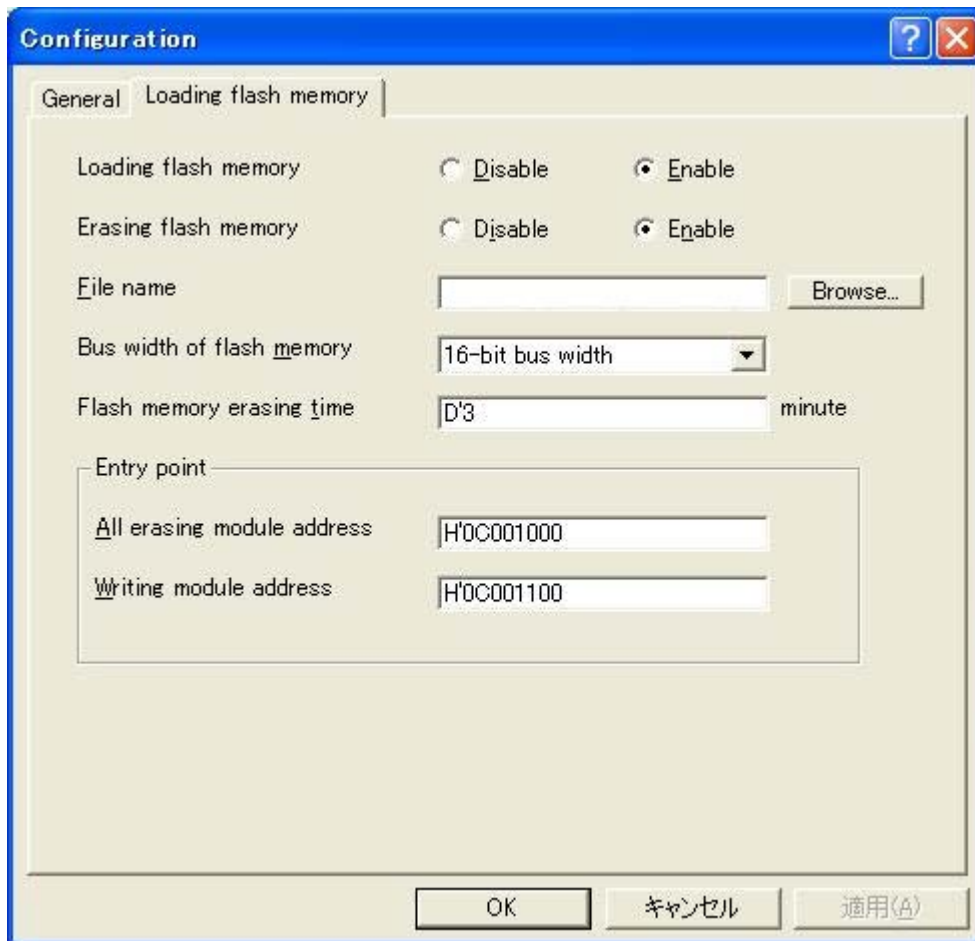 Configuration
General Loading flash memory
Loading flash memory Disable Enable
Erasing flash memory Disable Enable
File name Browse...
Bus width of flash memory 16-bit bus width
Flash memory erasing time D'3 minute
Entry point
All erasing module address H'0C001000
Writing module address H'0C001100
OK キャンセル 適用(A)